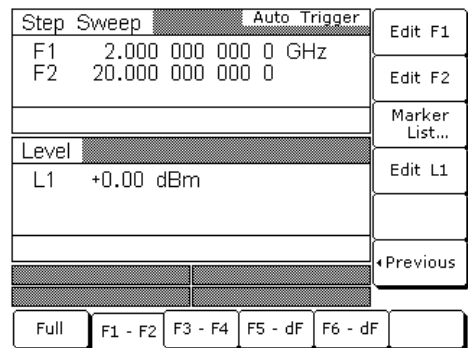 Step Sweep
Auto Trigger
F1 2.000 000 000 0 GHz
F2 20.000 000 000 0
Level
L1 +0.00 dBm
Edit F1
Edit F2
Marker
List...
Edit L1
Previous
Full
F1 - F2
F3 - F4
F5 - dF
F6 - dF